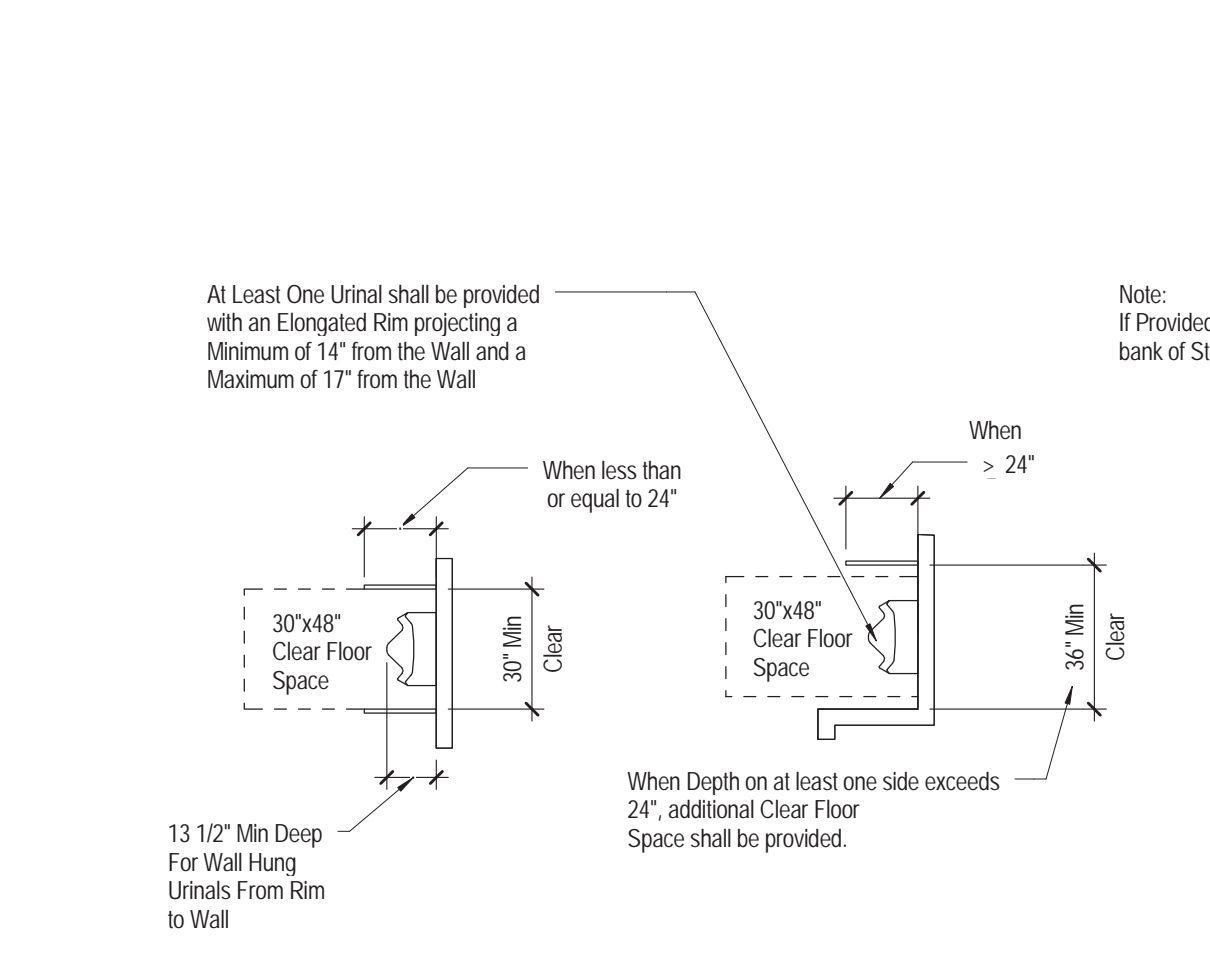 At Least One Urinal shall be provided
with an Elongated Rim projecting a
Minimum of 14" from the Wall and a
Maximum of 17" from the Wall
Note:
If Provided
bank of St
When
≥ 24"
When less than
or equal to 24"
30"x48"
Clear Floor
Space
30" Min
Clear
30"x48"
Clear Floor
Space
36" Min
Clear
When Depth on at least one side exceeds
24", additional Clear Floor
Space shall be provided.
13 1/2" Min Deep
For Wall Hung
Urinals From Rim
to Wall